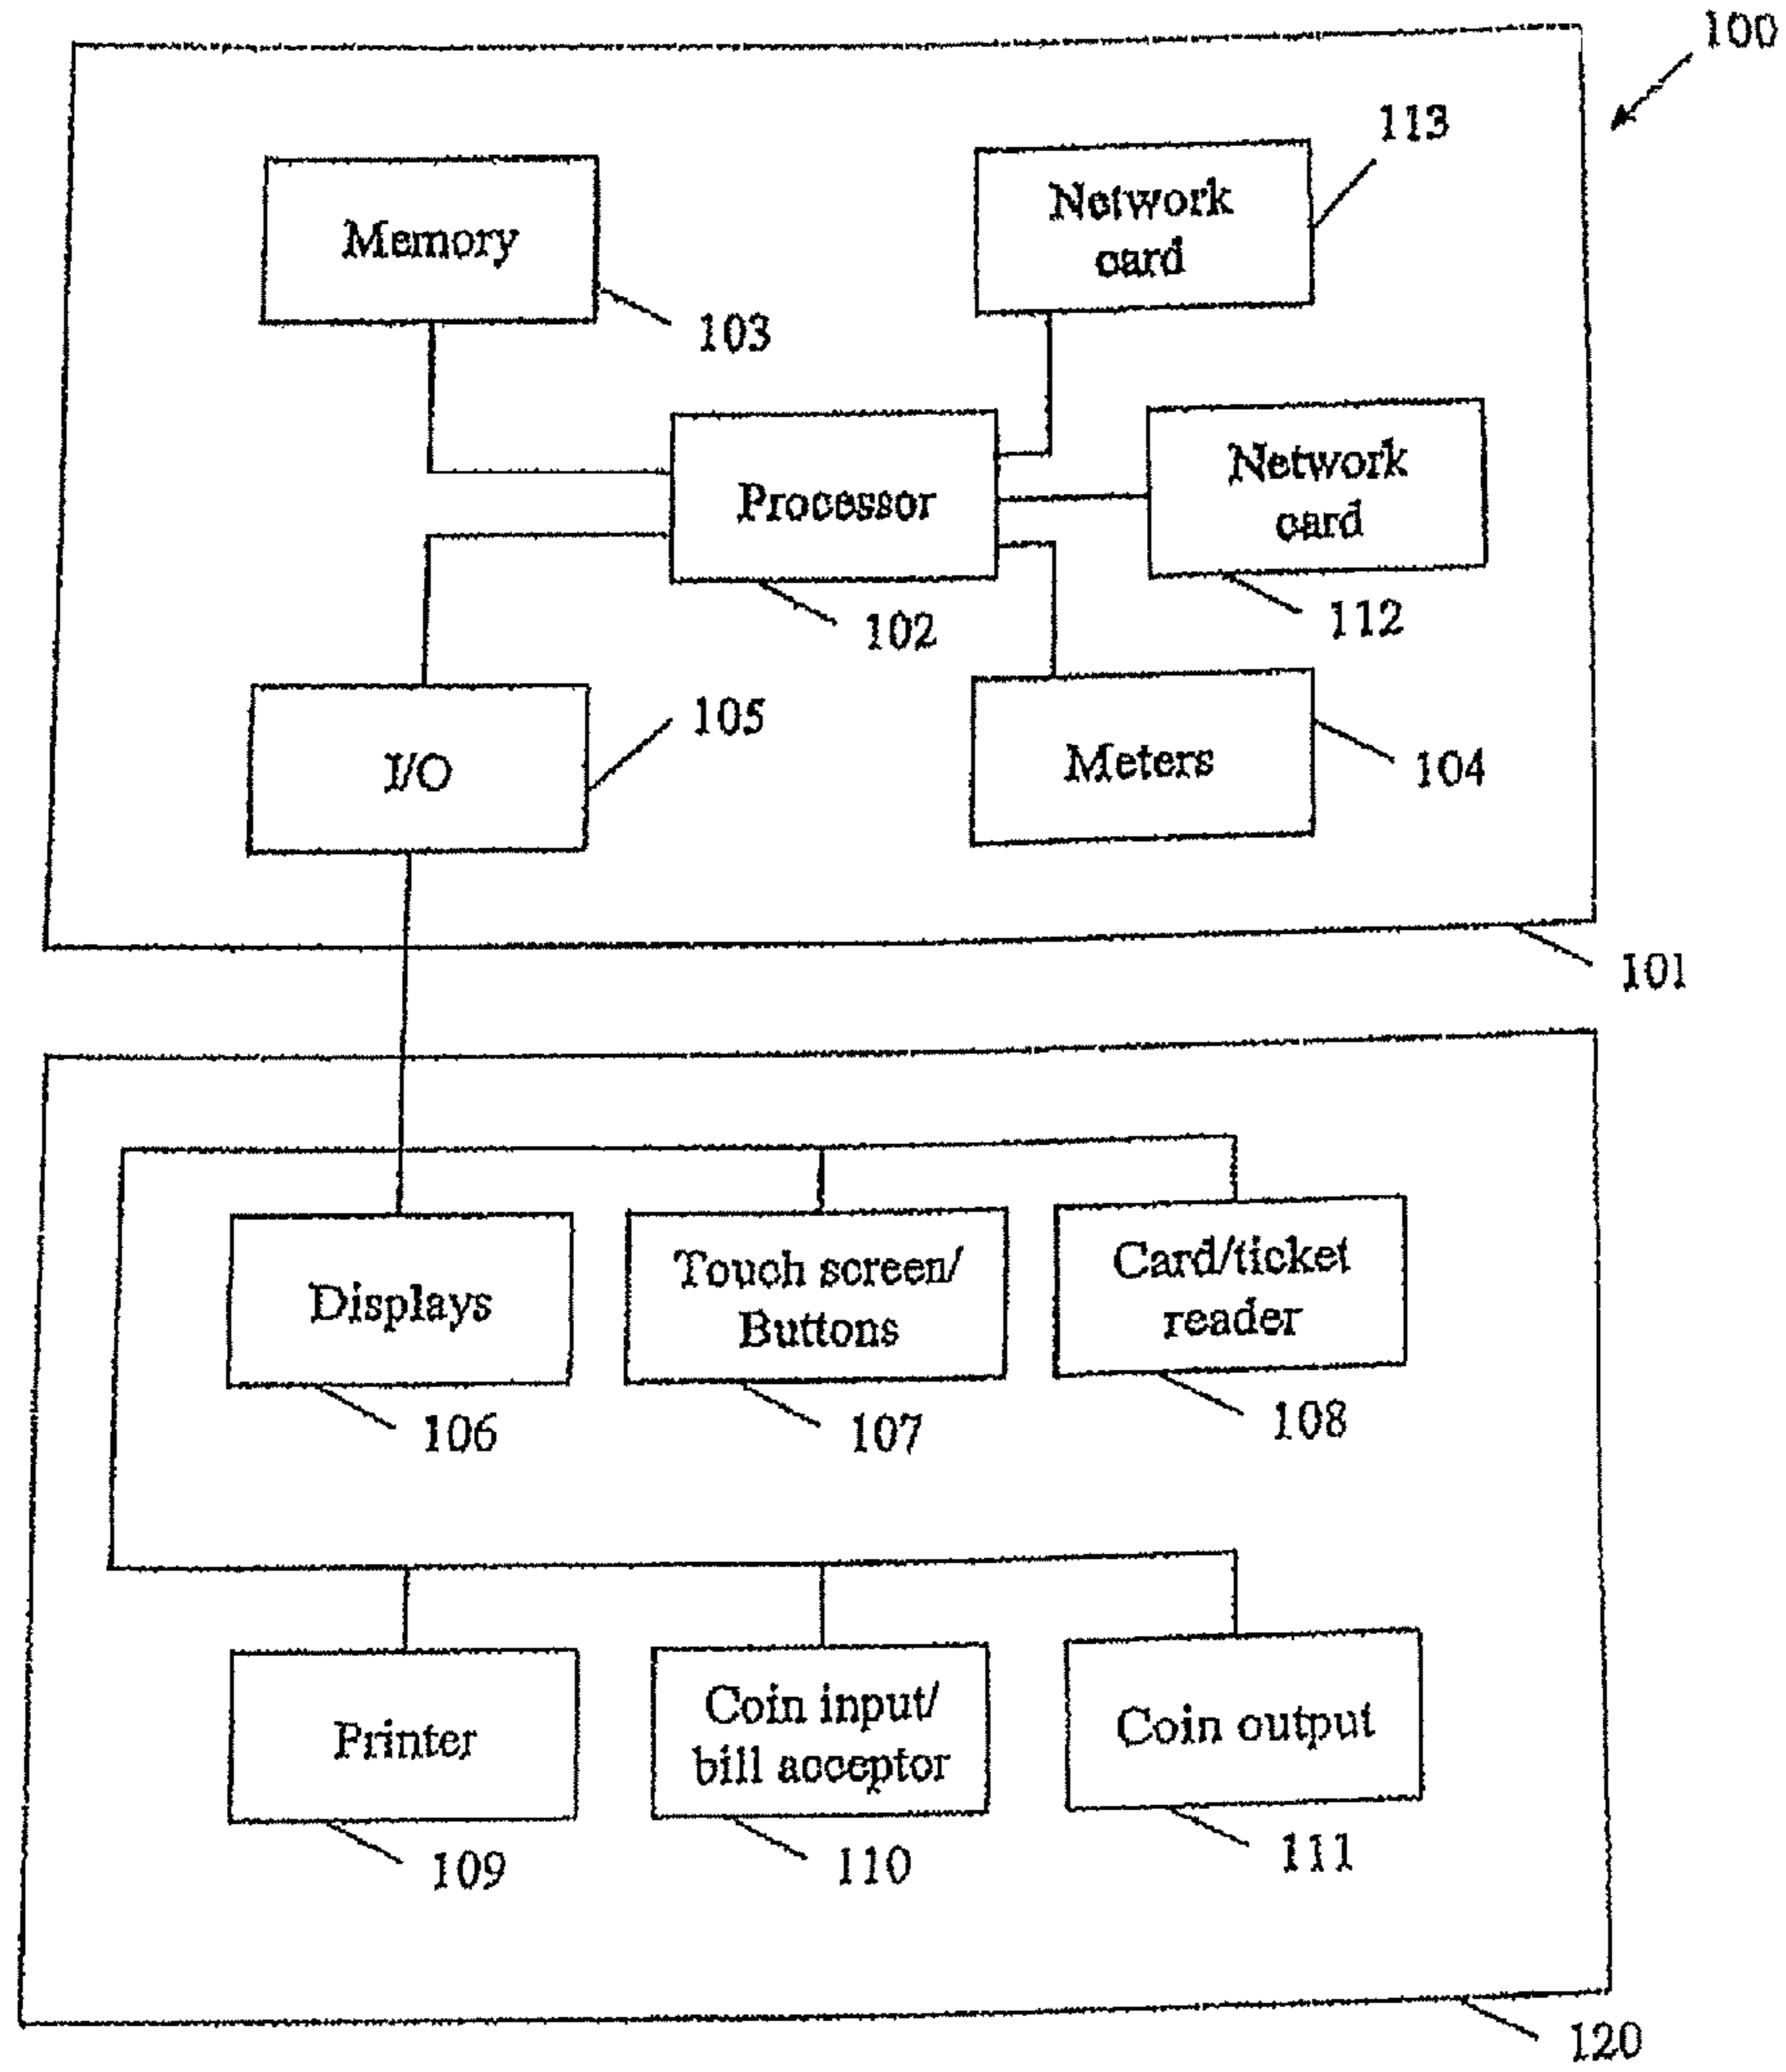 100
113
Memory
Network
card
103
Processor
Network
card
102
112
105
I/O
Meters
104
101
Displays
Touch screen/
Buttons
Card/ticket
reader
106
107
108
Printer
Coin input/
bill acceptor
Coin output
109
110
111
120